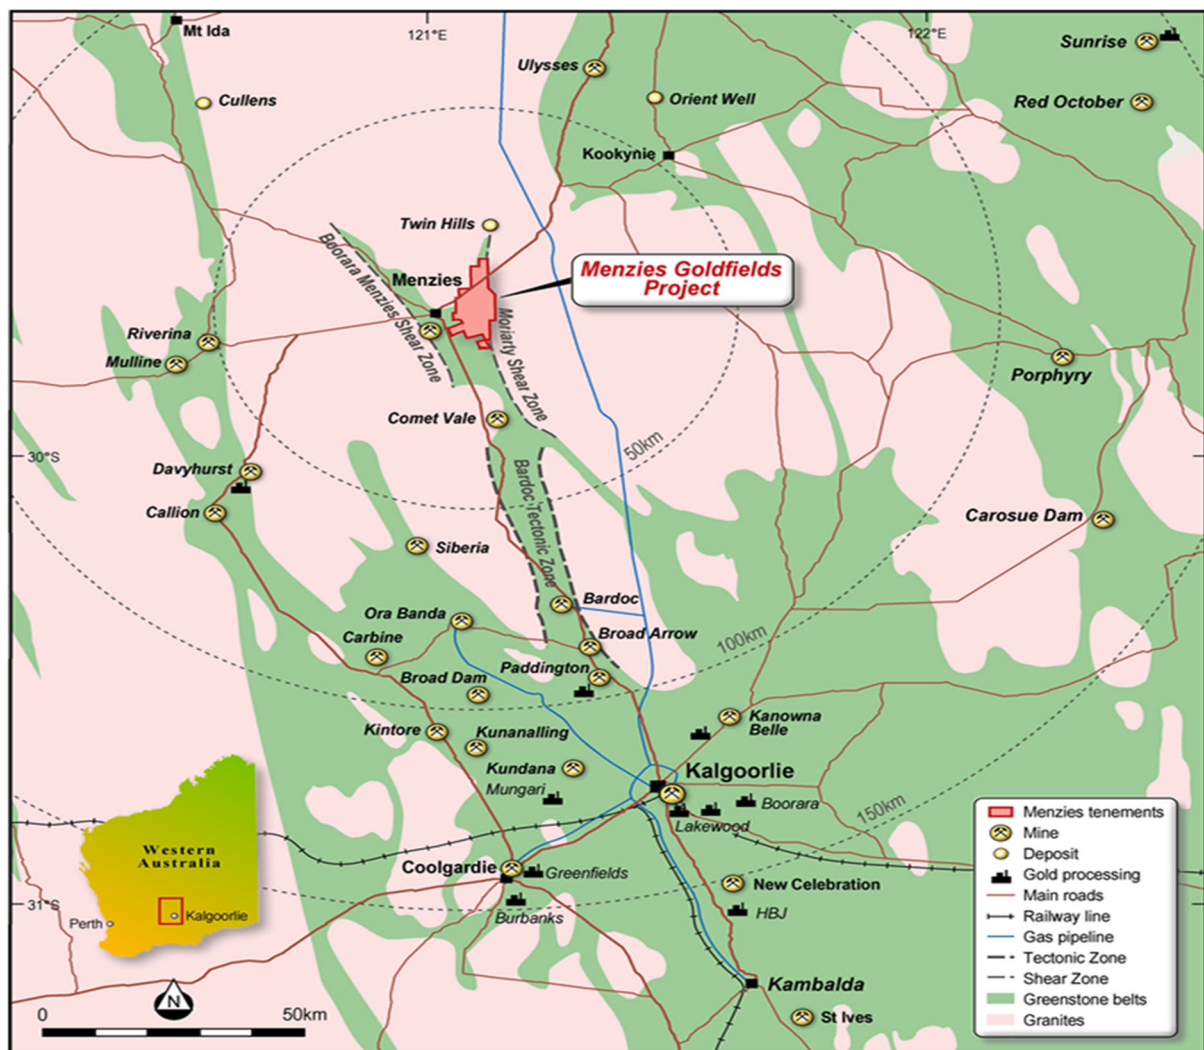 Mt Ida
121°E
122°E
Sunrise
Ulysses
Cullens
Orient Well
Red October
Kookynie
Twin Hills
Boorara Menzies Shear Zone
Menzies
Menzies Goldfields
Project
Moriarty Shear Zone
Riverina
Mulline
Porphyry
Comet Vale
50km
30°S
Davyhurst
Bardoc Tectonic Zone
Callion
Carosue Dam
Siberia
Bardoc
Ora Banda
Broad Arrow
100km
Carbine
Paddington
Broad Dam
Kanowna
Belle
Kintore
Kunanalling
Kundana
Kalgoorlie
Mungari
Boorara
150km
Lakewood
Western
Australia
Coolgardie
Greenfields
New Celebration
31°S
Burbanks
HBJ
Perth
Kalgoorlie
Kambalda
St Ives
N
0
50km
Menzies tenements
Mine
Deposit
Gold processing
Main roads
Railway line
Gas pipeline
Tectonic Zone
Shear Zone
Greenstone belts
Granites